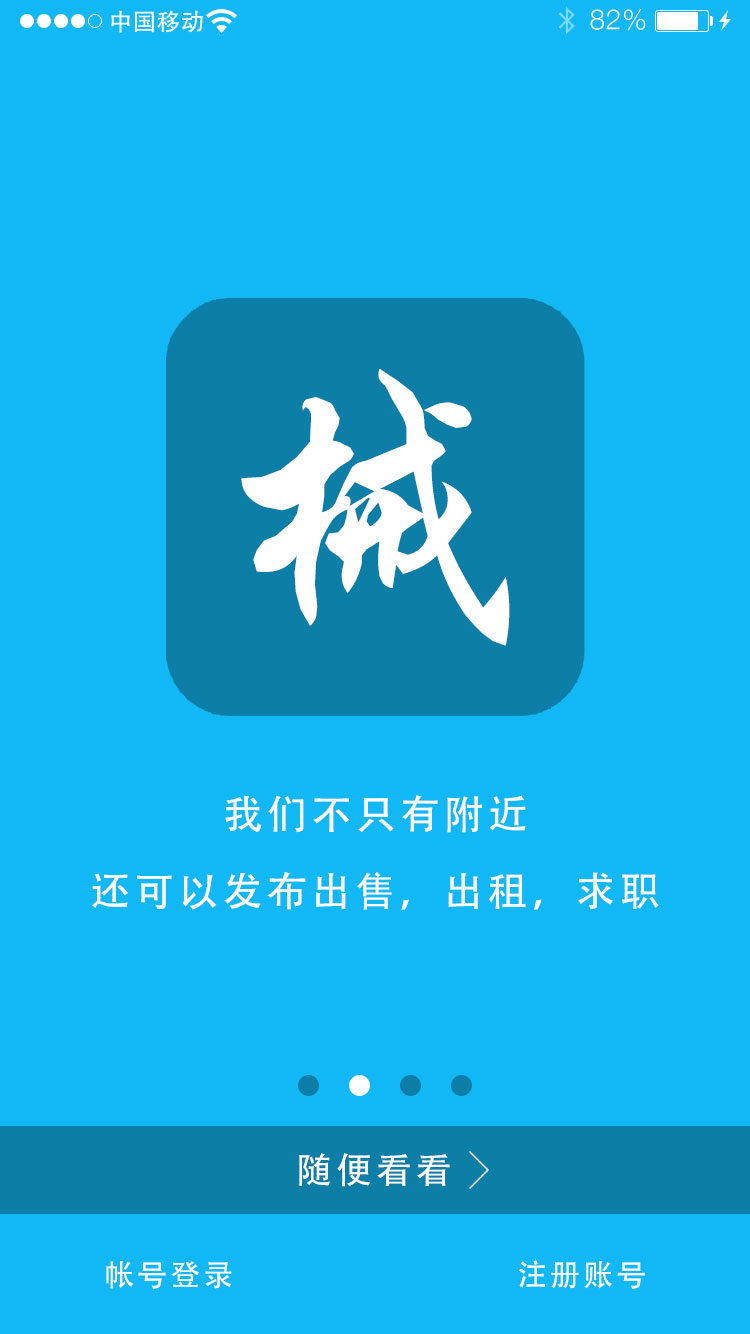 中国移动 82%
械
我们不只有附近
还可以发布出售，出租，求职
随便看看
帐号登录 注册账号